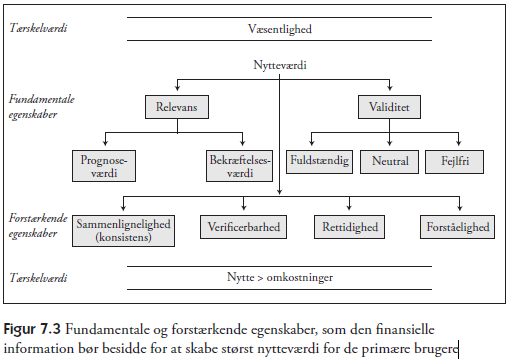 Tærskelværdi
Væsentlighed
Nytteværdi
Fundamentale
egenskaber
Relevans
Validitet
Prognose-
værdi
Bekræftelses-
værdi
Fuldstændig
Neutral
Fejlfri
Forstærkende
egenskaber
Sammenlignelighed
(konsistens)
Verificerbarhed
Rettidighed
Forståelighed
Tærskelværdi
Nytte > omkostninger
Figur 7.3 Fundamentale og forstærkende egenskaber, som den finansielle
information bør besidde for at skabe størst nytteværdi for de primære brugere